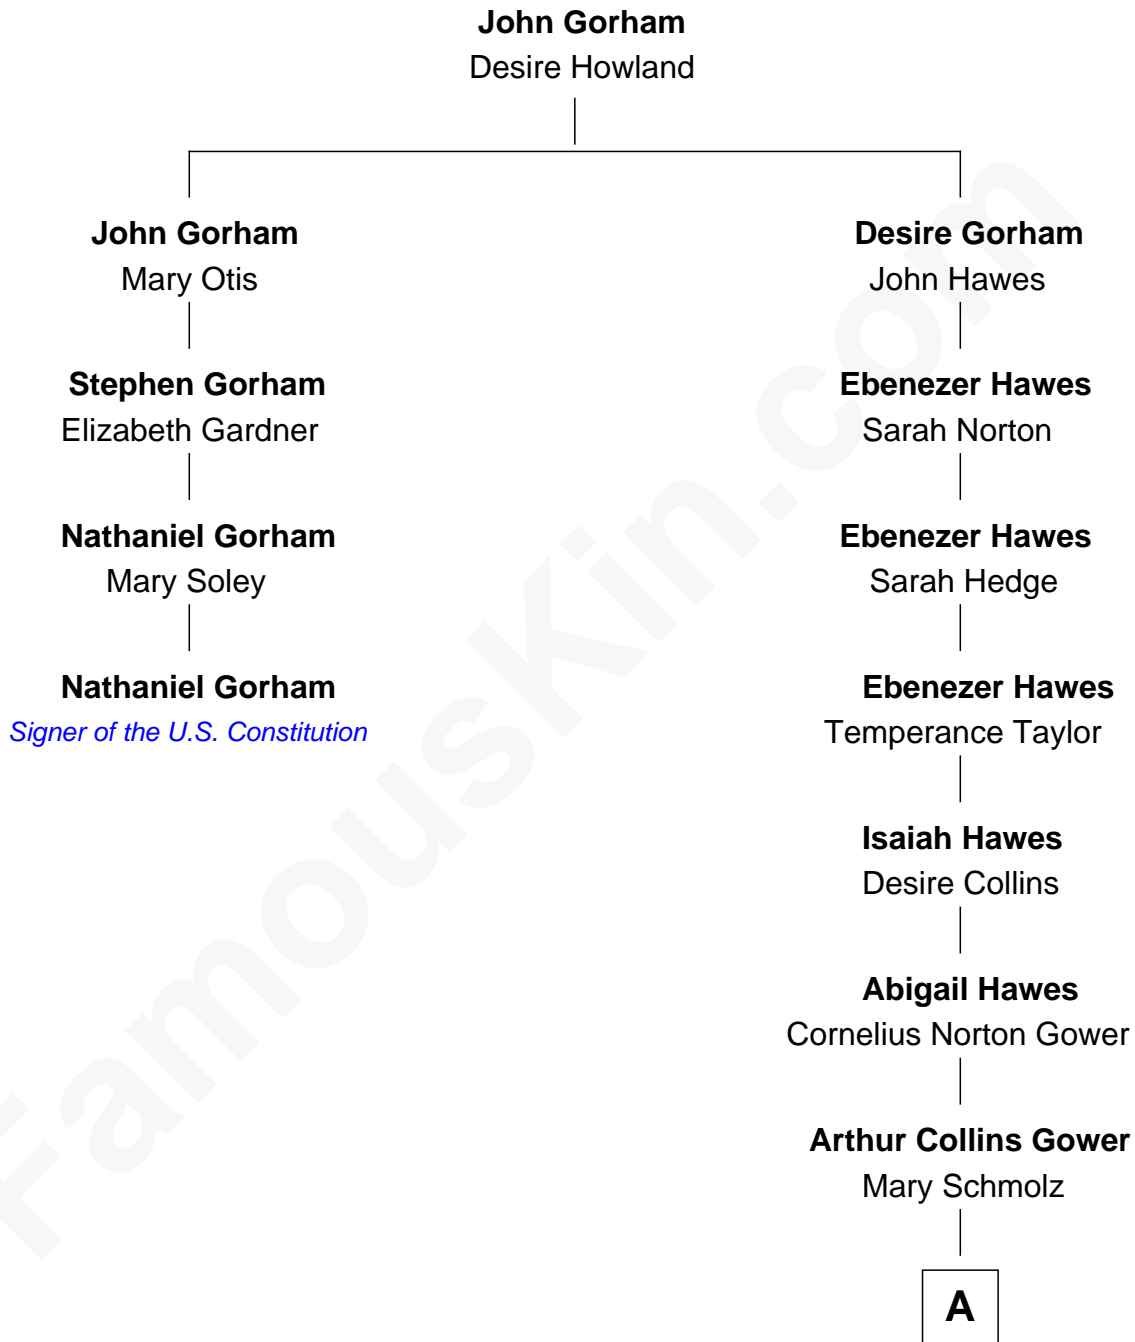 John Gorham
Desire Howland
John Gorham
Mary Otis
Stephen Gorham
Elizabeth Gardner
Nathaniel Gorham
Mary Soley
Nathaniel Gorham
Signer of the U.S. Constitution
Desire Gorham
John Hawes
Ebenezer Hawes
Sarah Norton
Ebenezer Hawes
Sarah Hedge
Ebenezer Hawes
Temperance Taylor
Isaiah Hawes
Desire Collins
Abigail Hawes
Cornelius Norton Gower
Arthur Collins Gower
Mary Schmolz
A
FamousKin.com